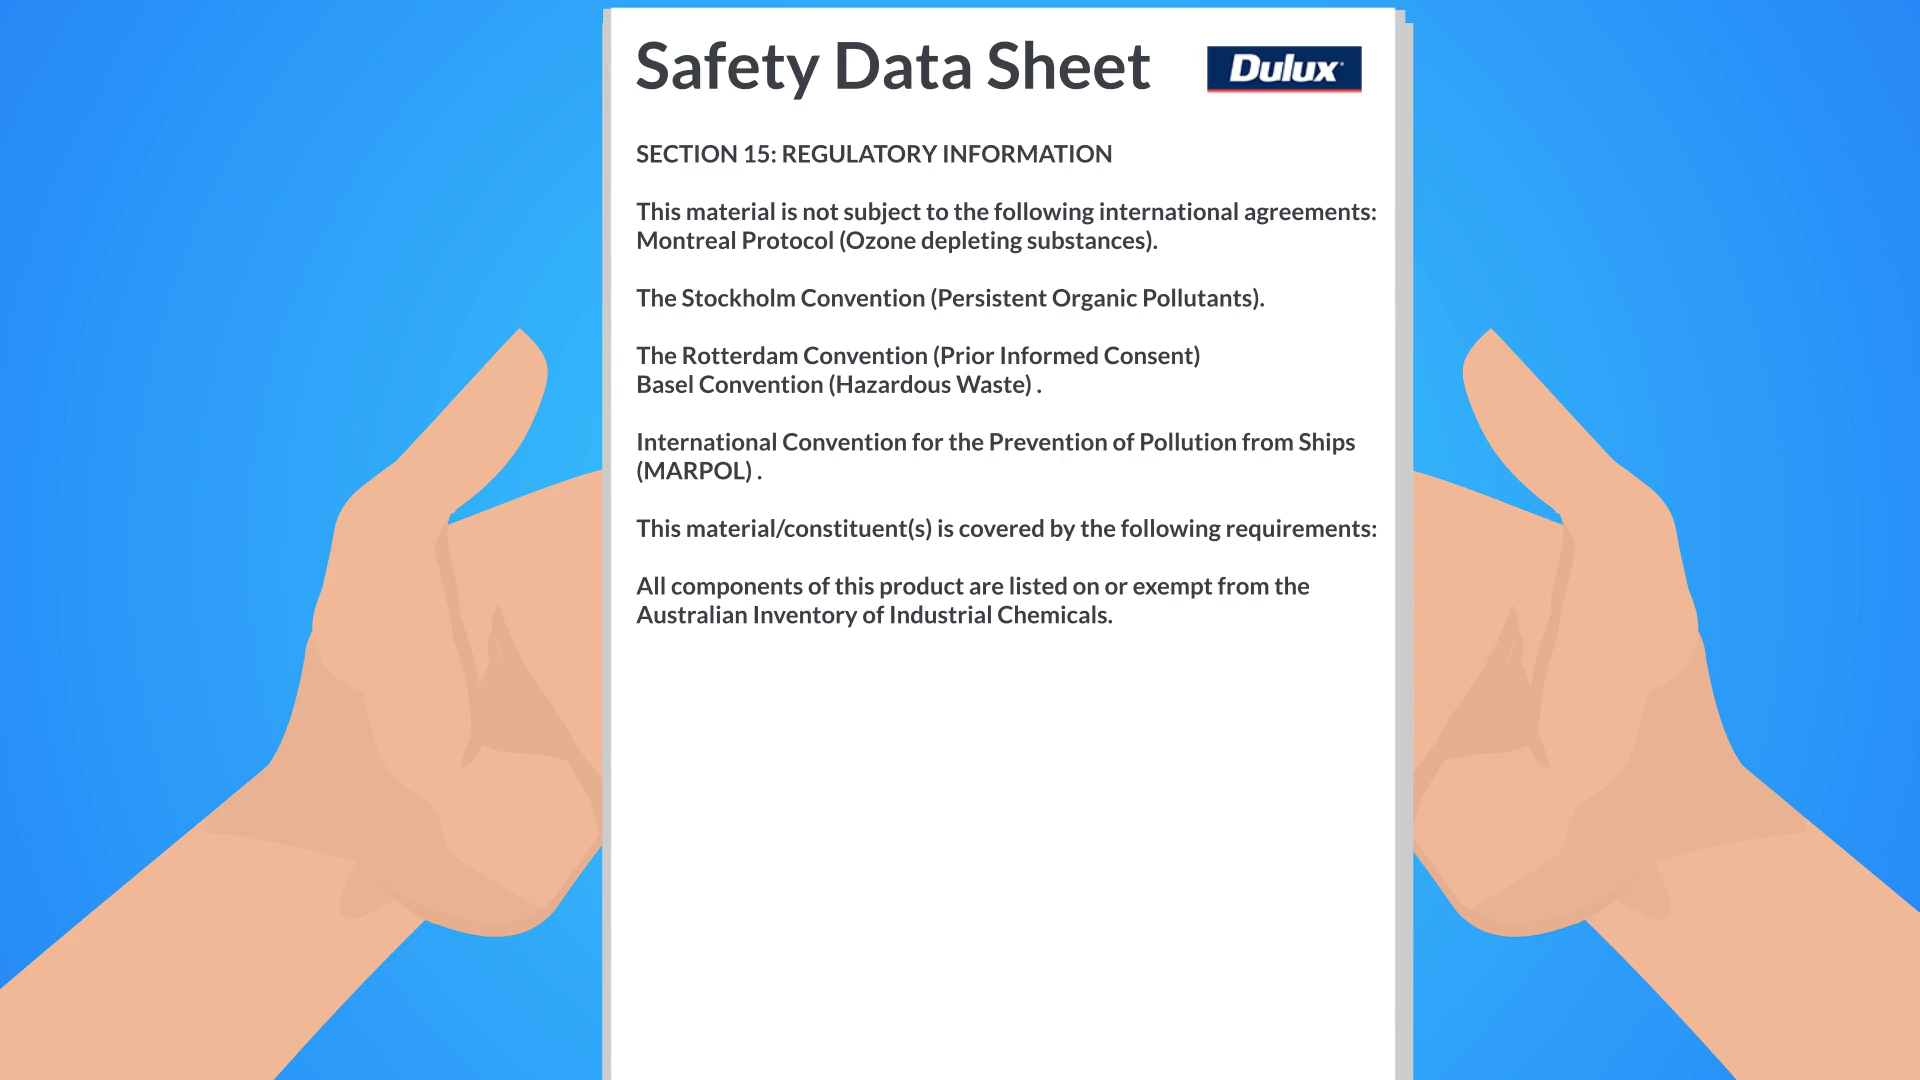 Safety Data Sheet
Dulux
SECTION 15: REGULATORY INFORMATION
This material is not subject to the following international agreements:
Montreal Protocol (Ozone depleting substances).
The Stockholm Convention (Persistent Organic Pollutants).
The Rotterdam Convention (Prior Informed Consent)
Basel Convention (Hazardous Waste) .
International Convention for the Prevention of Pollution from Ships
(MARPOL) .
This material/constituent(s) is covered by the following requirements:
All components of this product are listed on or exempt from the
Australian Inventory of Industrial Chemicals.